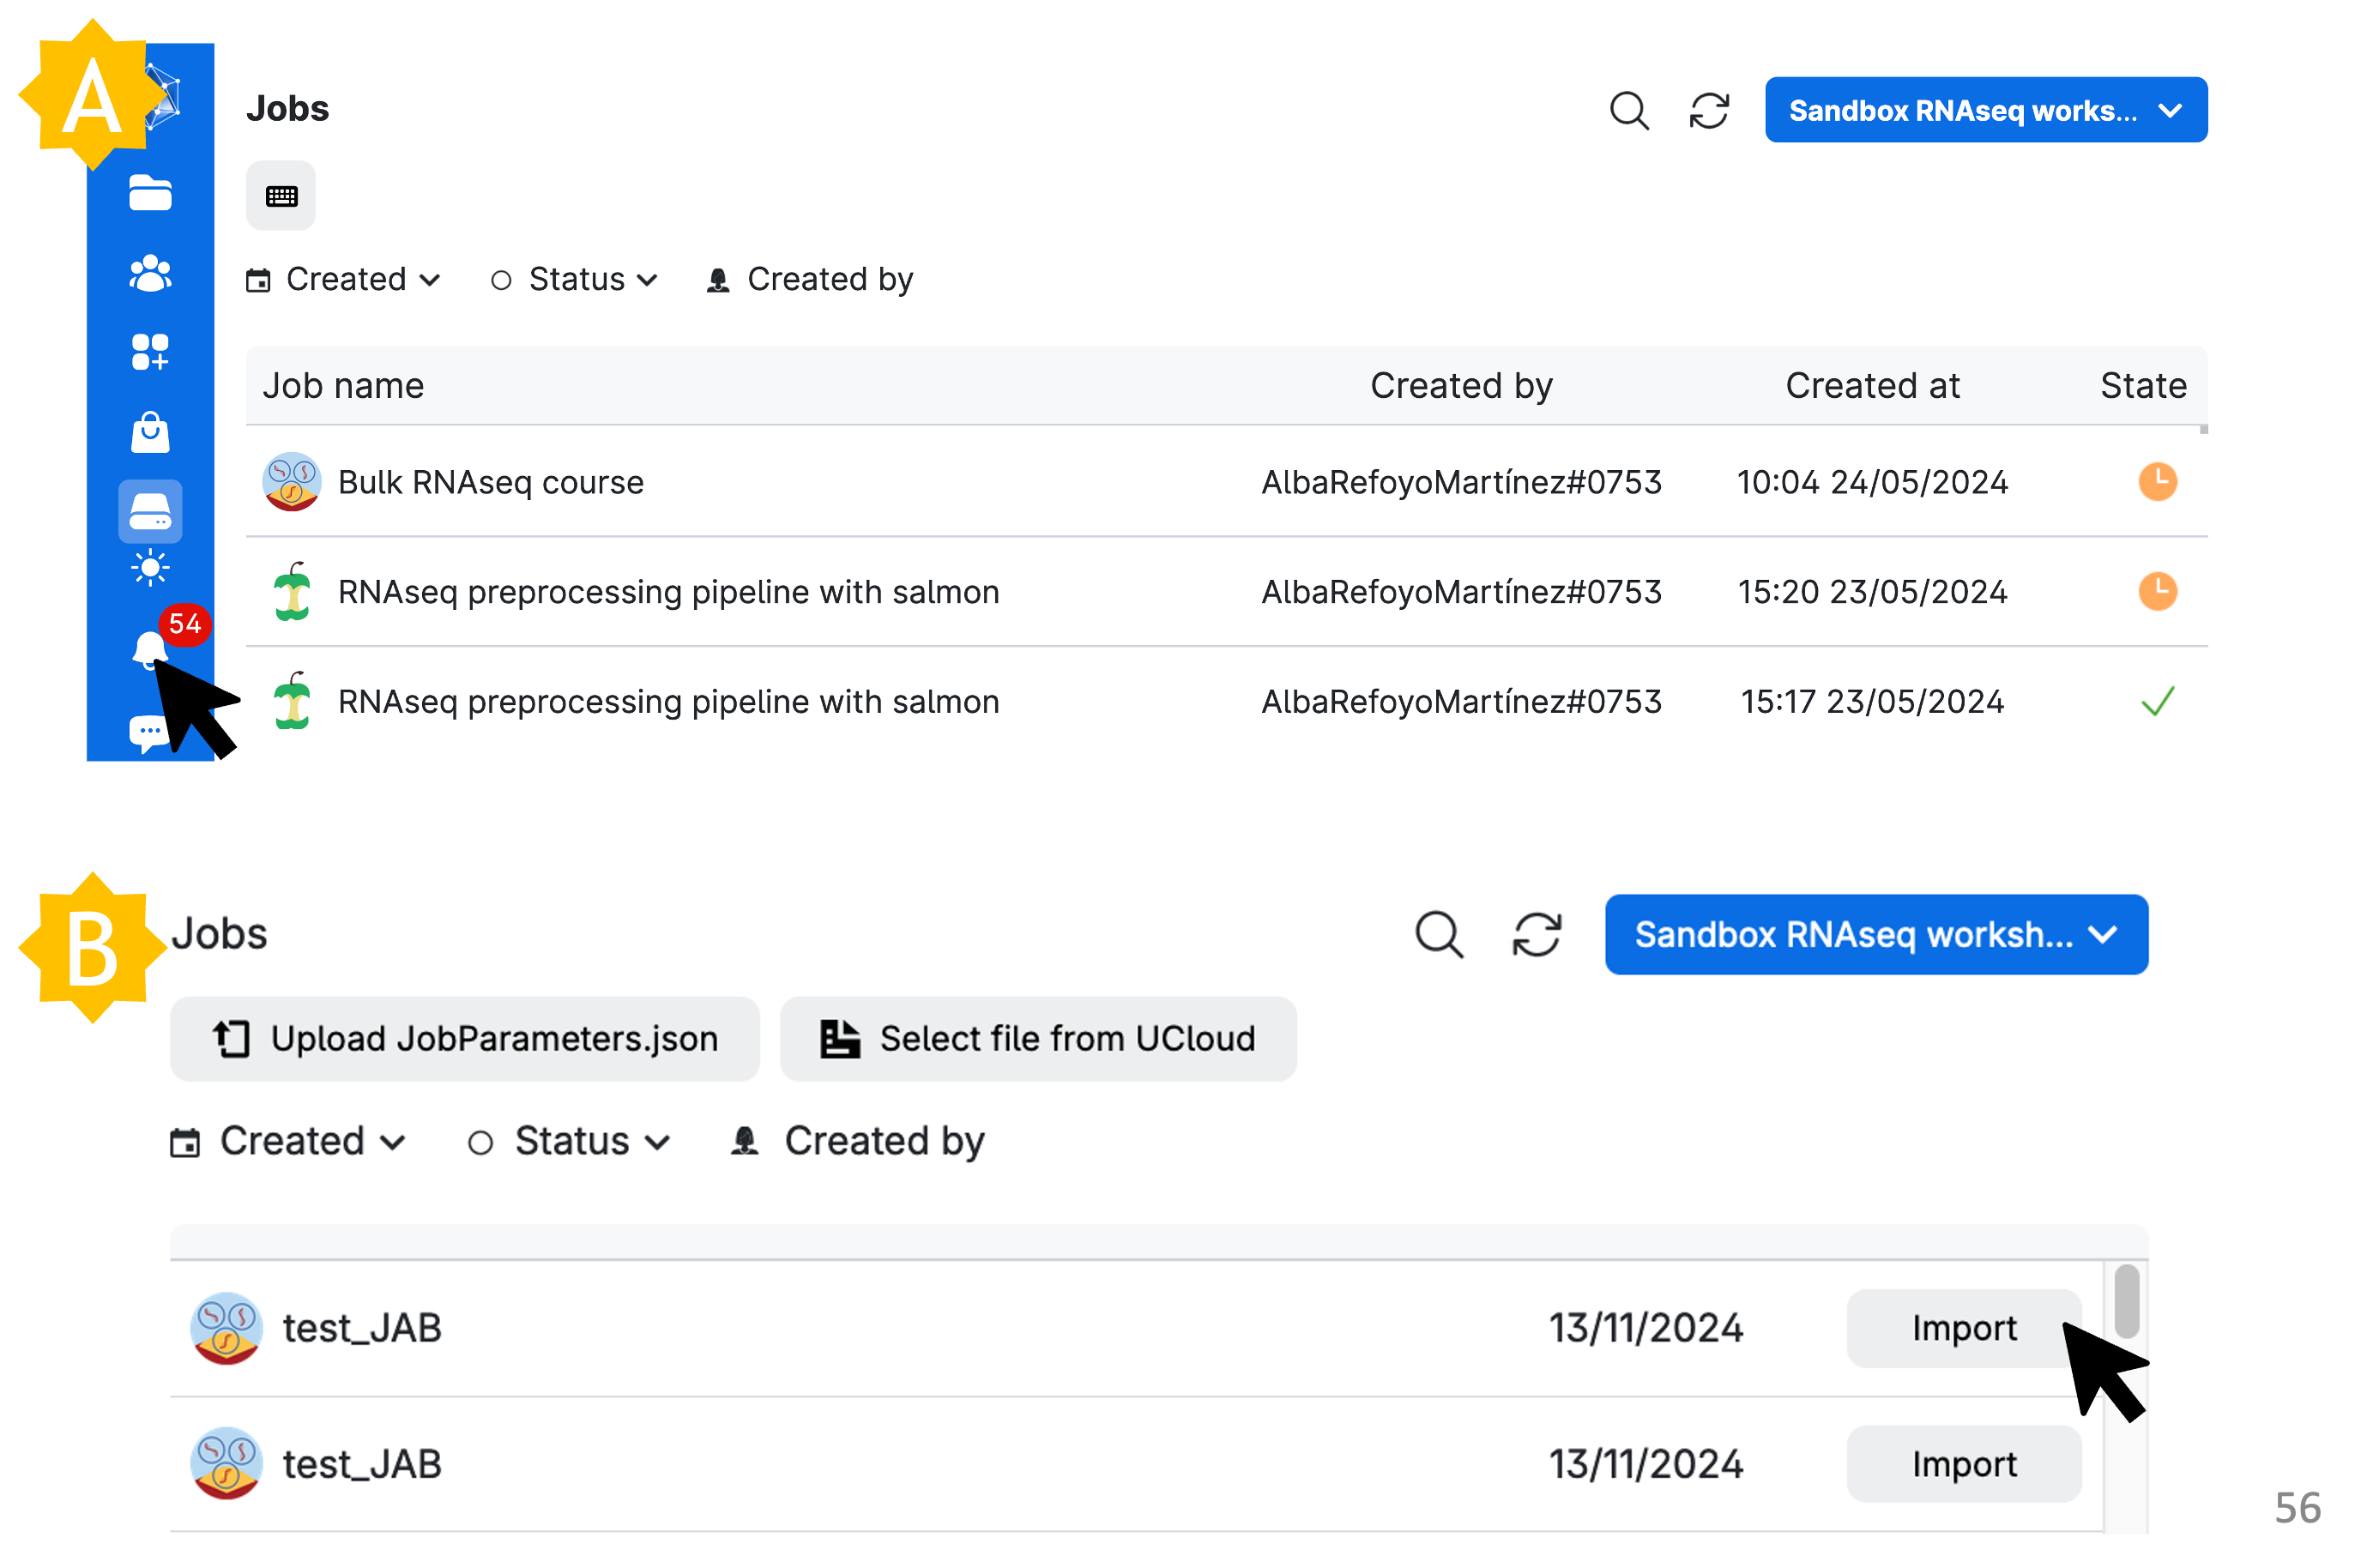 A
Jobs
Sandbox RNAseq works...
Created
Status
Created by
Job name Created by Created at State
Bulk RNAseq course AlbaRefoyoMartínez#0753 10:04 24/05/2024
RNAseq preprocessing pipeline with salmon AlbaRefoyoMartínez#0753 15:20 23/05/2024
54
RNAseq preprocessing pipeline with salmon AlbaRefoyoMartínez#0753 15:17 23/05/2024
B
Jobs
Sandbox RNAseq worksh...
Upload JobParameters.json
Select file from UCloud
Created
Status
Created by
test_JAB 13/11/2024 Import
test_JAB 13/11/2024 Import
56